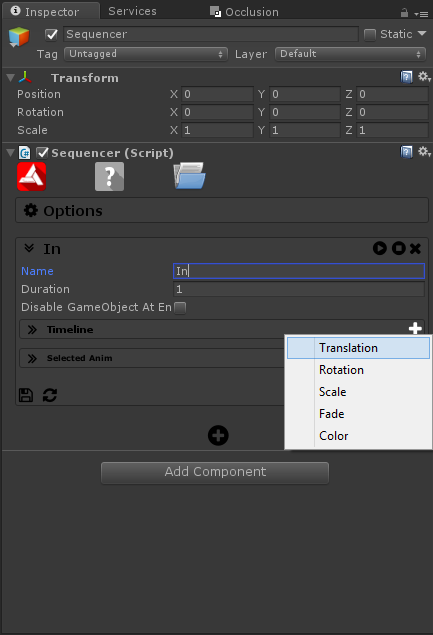 Inspector Services Occlusion
Sequencer Static
Tag Untagged Layer Default
Transform
Position X 0 Y 0 Z 0
Rotation X 0 Y 0 Z 0
Scale X 1 Y 1 Z 1
Sequencer (Script)
Options
In
Name In
Duration 1
Disable GameObject At En
Timeline
Selected Anim
Translation
Rotation
Scale
Fade
Color
Add Component